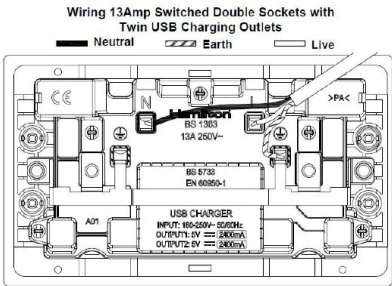 Wiring 13Amp Switched Double Sockets with
Twin USB Charging Outlets
Neutral Earth Live
CE N L >PA<
Hamilton
BS 1363
13A 250V~
BS 5733
EN 60950-1
A01
USB CHARGER
INPUT: 160-250V~ 50/60Hz
OUTPUT1: 5V 2400mA
OUTPUT2: 5V 2400mA